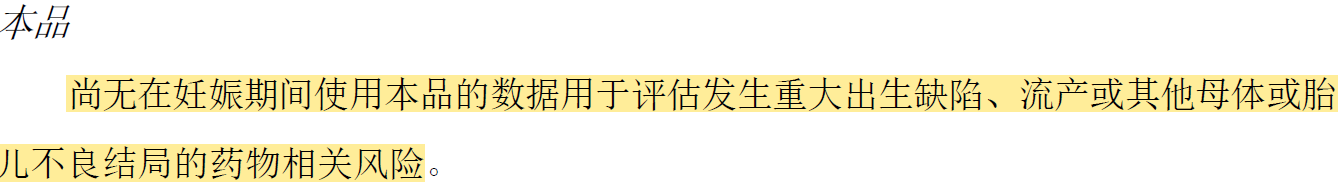 本品
尚无在妊娠期间使用本品的数据用于评估发生重大出生缺陷、流产或其他母体或胎
儿不良结局的药物相关风险。